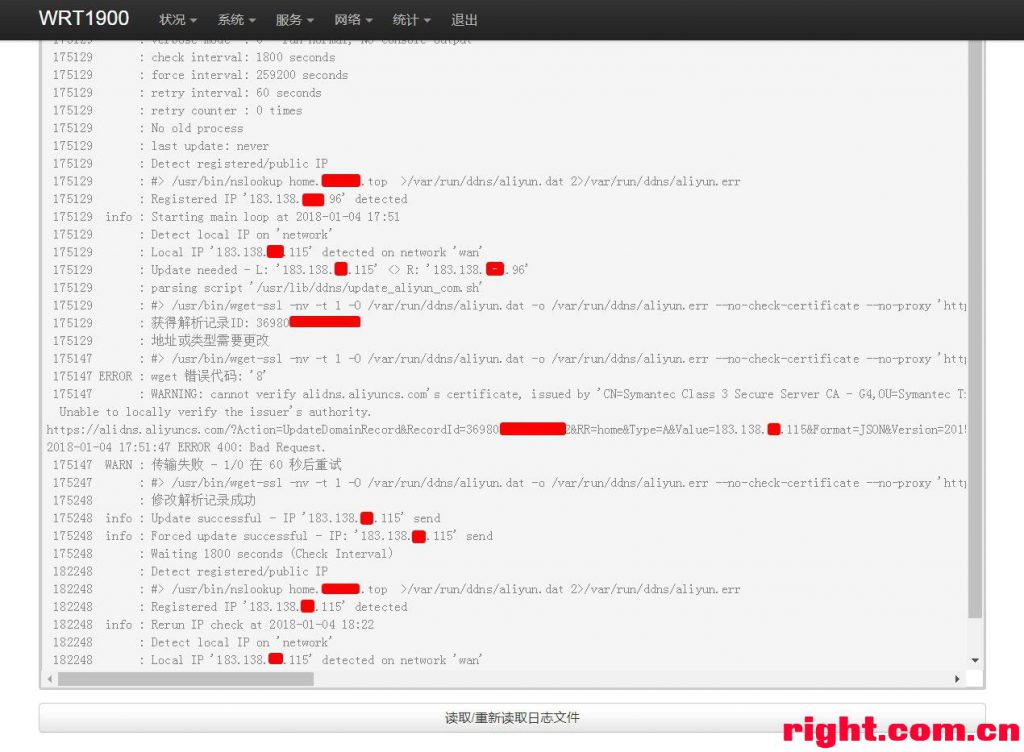 WRT1900 状况 系统 服务 网络 统计 退出
175129 : verbose mode : 0 - run normal, NO console output
175129 : check interval: 1800 seconds
175129 : force interval: 259200 seconds
175129 : retry interval: 60 seconds
175129 : retry counter : 0 times
175129 : No old process
175129 : last update: never
175129 : Detect registered/public IP
175129 : #> /usr/bin/nslookup home. .top >/var/run/ddns/aliyun.dat 2>/var/run/ddns/aliyun.err
175129 : Registered IP '183.138. 96' detected
175129 info : Starting main loop at 2018-01-04 17:51
175129 : Detect local IP on 'network'
175129 : Local IP '183.138. .115' detected on network 'wan'
175129 : Update needed - L: '183.138. .115' <> R: '183.138. - .96'
175129 : parsing script '/usr/lib/ddns/update_aliyun_com.sh'
175129 : #> /usr/bin/wget-ssl -nv -t 1 -O /var/run/ddns/aliyun.dat -o /var/run/ddns/aliyun.err --no-check-certificate --no-proxy 'http
175129 : 获得解析记录ID: 36980
175129 : 地址或类型需要更改
175147 : #> /usr/bin/wget-ssl -nv -t 1 -O /var/run/ddns/aliyun.dat -o /var/run/ddns/aliyun.err --no-check-certificate --no-proxy 'http
175147 ERROR : wget 错误代码: '8'
175147 : WARNING: cannot verify alidns.aliyuncs.com's certificate, issued by 'CN=Symantec Class 3 Secure Server CA - G4,OU=Symantec T
Unable to locally verify the issuer's authority.
https://alidns.aliyuncs.com/?Action=UpdateDomainRecord&RecordId=36980 2&RR=home&Type=A&Value=183.138. .115&Format=JSON&Version=201
2018-01-04 17:51:47 ERROR 400: Bad Request.
175147 WARN : 传输失败 - 1/0 在 60 秒后重试
175247 : #> /usr/bin/wget-ssl -nv -t 1 -O /var/run/ddns/aliyun.dat -o /var/run/ddns/aliyun.err --no-check-certificate --no-proxy 'http
175248 : 修改解析记录成功
175248 info : Update successful - IP '183.138. .115' send
175248 info : Forced update successful - IP: '183.138. .115' send
175248 : Waiting 1800 seconds (Check Interval)
182248 : Detect registered/public IP
182248 : #> /usr/bin/nslookup home. .top >/var/run/ddns/aliyun.dat 2>/var/run/ddns/aliyun.err
182248 : Registered IP '183.138. .115' detected
182248 info : Rerun IP check at 2018-01-04 18:22
182248 : Detect local IP on 'network'
182248 : Local IP '183.138. .115' detected on network 'wan'
读取/重新读取日志文件
right.com.cn